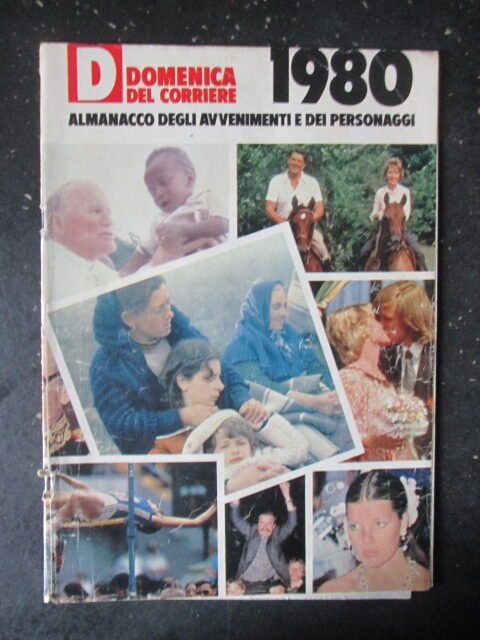 D DOMENICA
DEL CORRIERE
1980
ALMANACCO DEGLI AVVENIMENTI E DEI PERSONAGGI